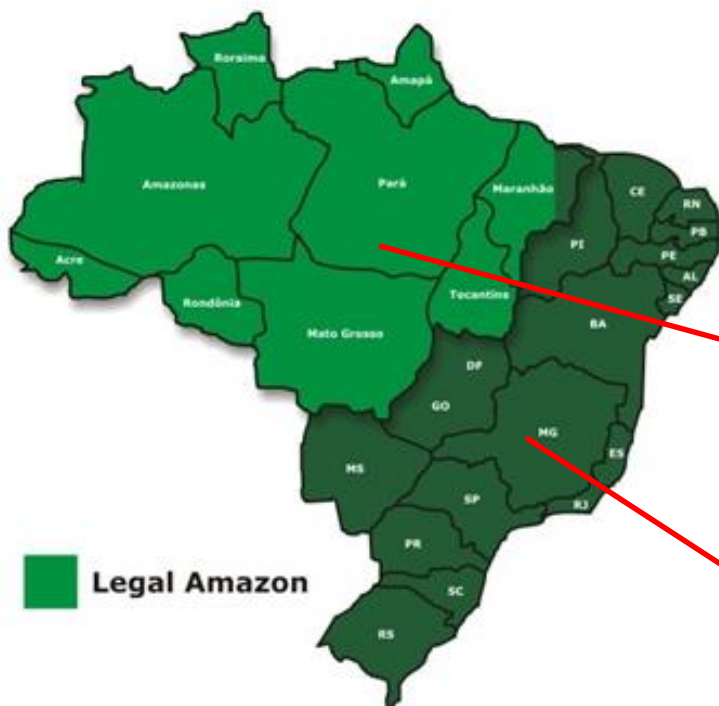 Roraima
Amapá
Amazonas
Pará
Maranhão
CE
RN
PB
PI
PE
AL
SE
Acre
Rondônia
Tocantins
Mato Grosso
BA
DF
GO
MG
ES
MS
SP
RJ
PR
SC
RS
Legal Amazon